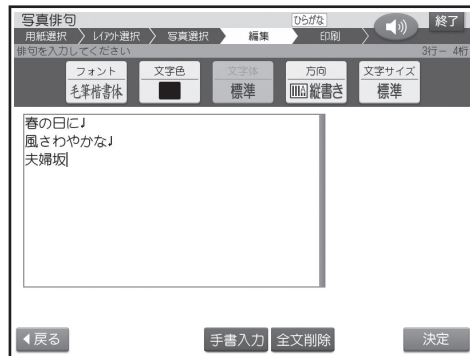 写真俳句 ひらがな 終了
用紙選択 〉 ﾚｲｱｳﾄ選択 〉 写真選択 〉 編集 〉 印刷 〉
俳句を入力してください 3行− 4桁
フォント 文字色 文字体 方向 文字サイズ
毛筆楷書体 標準 縦書き 標準
春の日に↲
風さわやかな↲
夫婦坂
◀戻る 手書入力 全文削除 決定